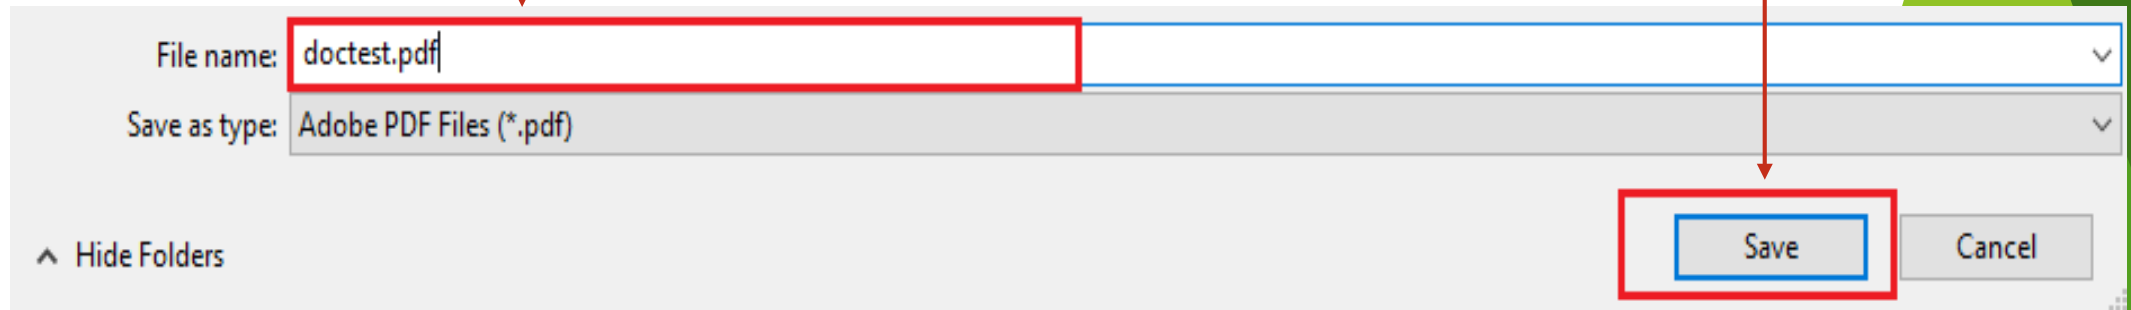 File name: doctest.pdf
Save as type: Adobe PDF Files (*.pdf)
Hide Folders
Save Cancel